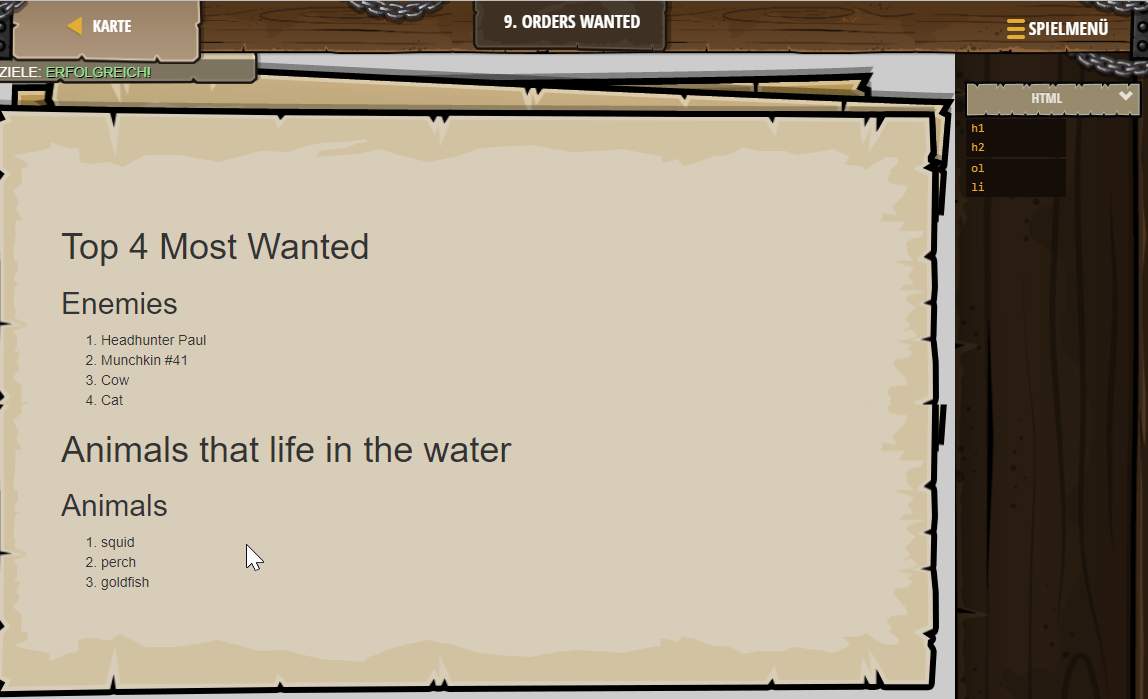 KARTE
9. ORDERS WANTED
SPIELMENÜ
ZIELE: ERFOLGREICH!
HTML
h1
h2
ol
li
Top 4 Most Wanted
Enemies
1. Headhunter Paul
2. Munchkin #41
3. Cow
4. Cat
Animals that life in the water
Animals
1. squid
2. perch
3. goldfish